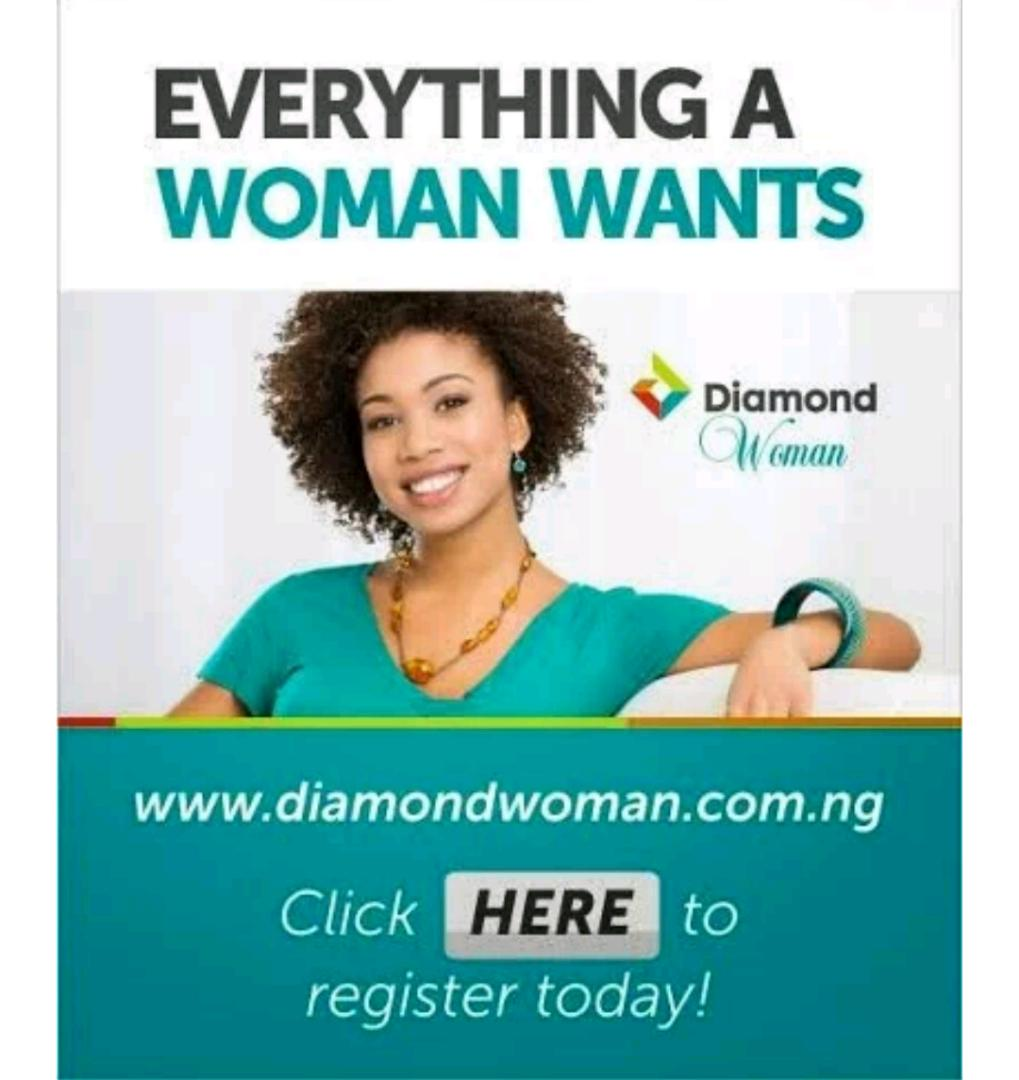 EVERYTHING A
WOMAN WANTS
Diamond
Woman
www.diamondwoman.com.ng
Click HERE to
register today!